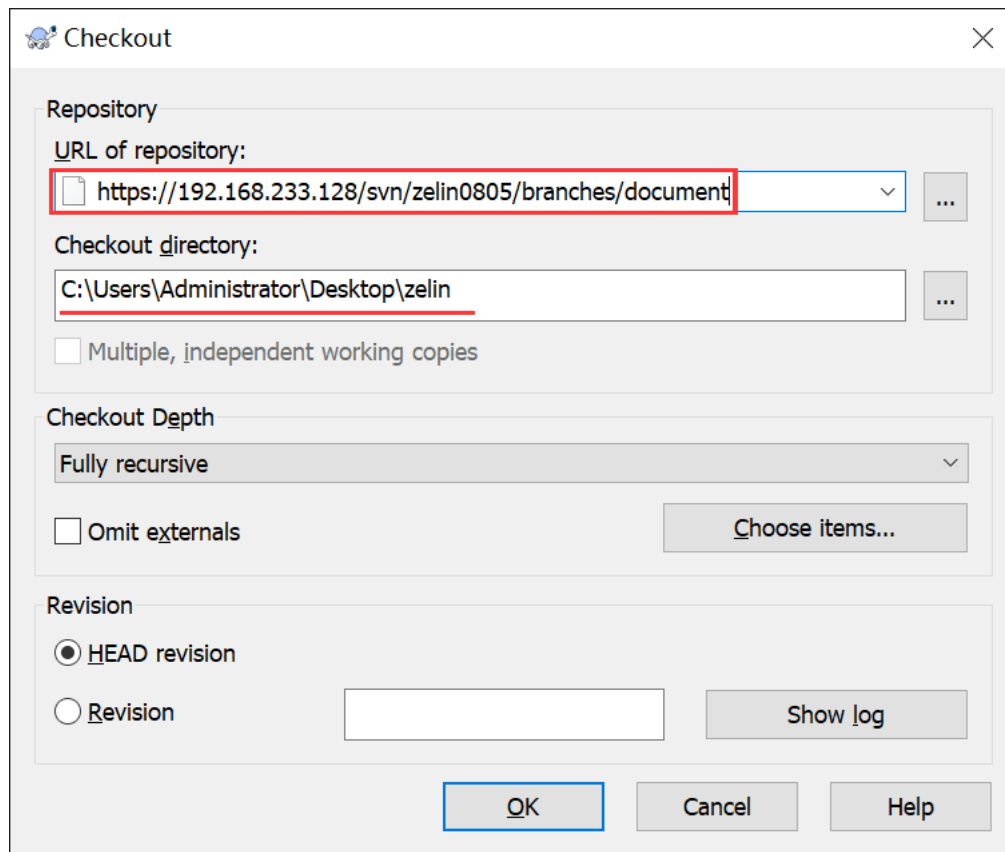 Checkout
Repository
URL of repository:
https://192.168.233.128/svn/zelin0805/branches/document
...
Checkout directory:
C:\Users\Administrator\Desktop\zelin
...
Multiple, independent working copies
Checkout Depth
Fully recursive
Omit externals
Choose items...
Revision
HEAD revision
Revision
Show log
OK
Cancel
Help